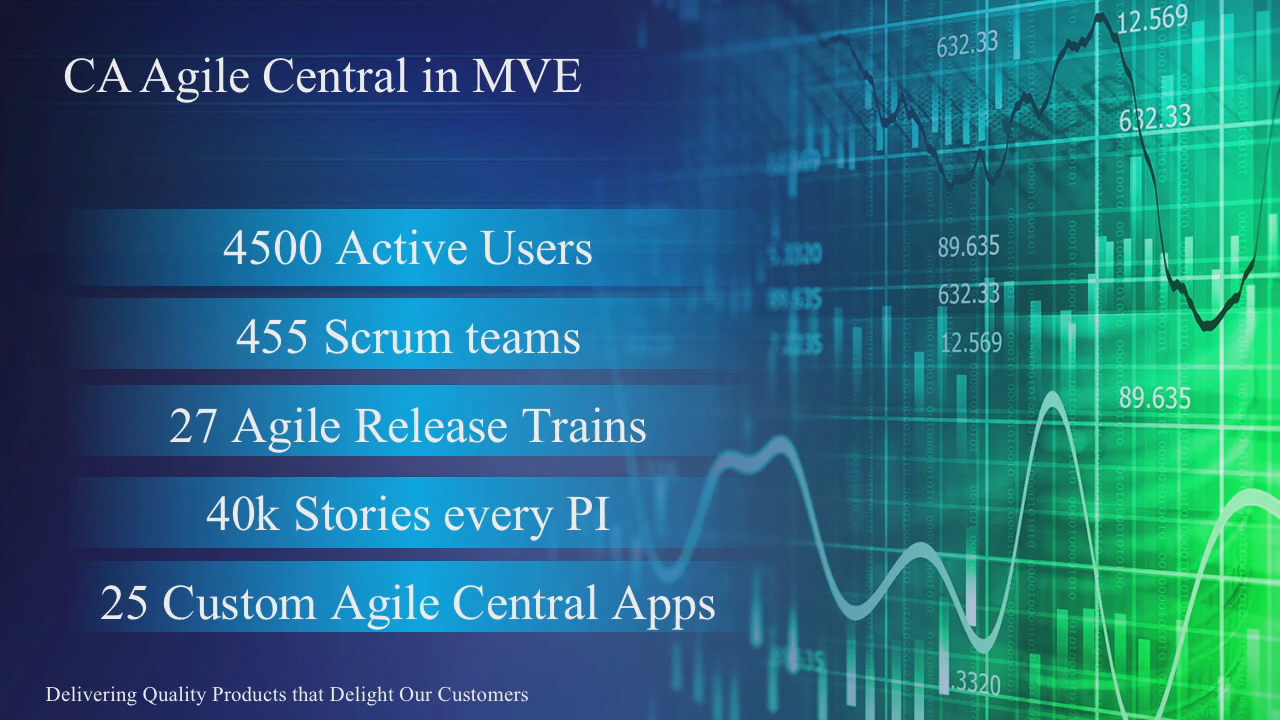 CA Agile Central in MVE
4500 Active Users
455 Scrum teams
27 Agile Release Trains
40k Stories every PI
25 Custom Agile Central Apps
Delivering Quality Products that Delight Our Customers
12.569
632.33
632.33
89.635
632.33
12.569
89.635
.3320